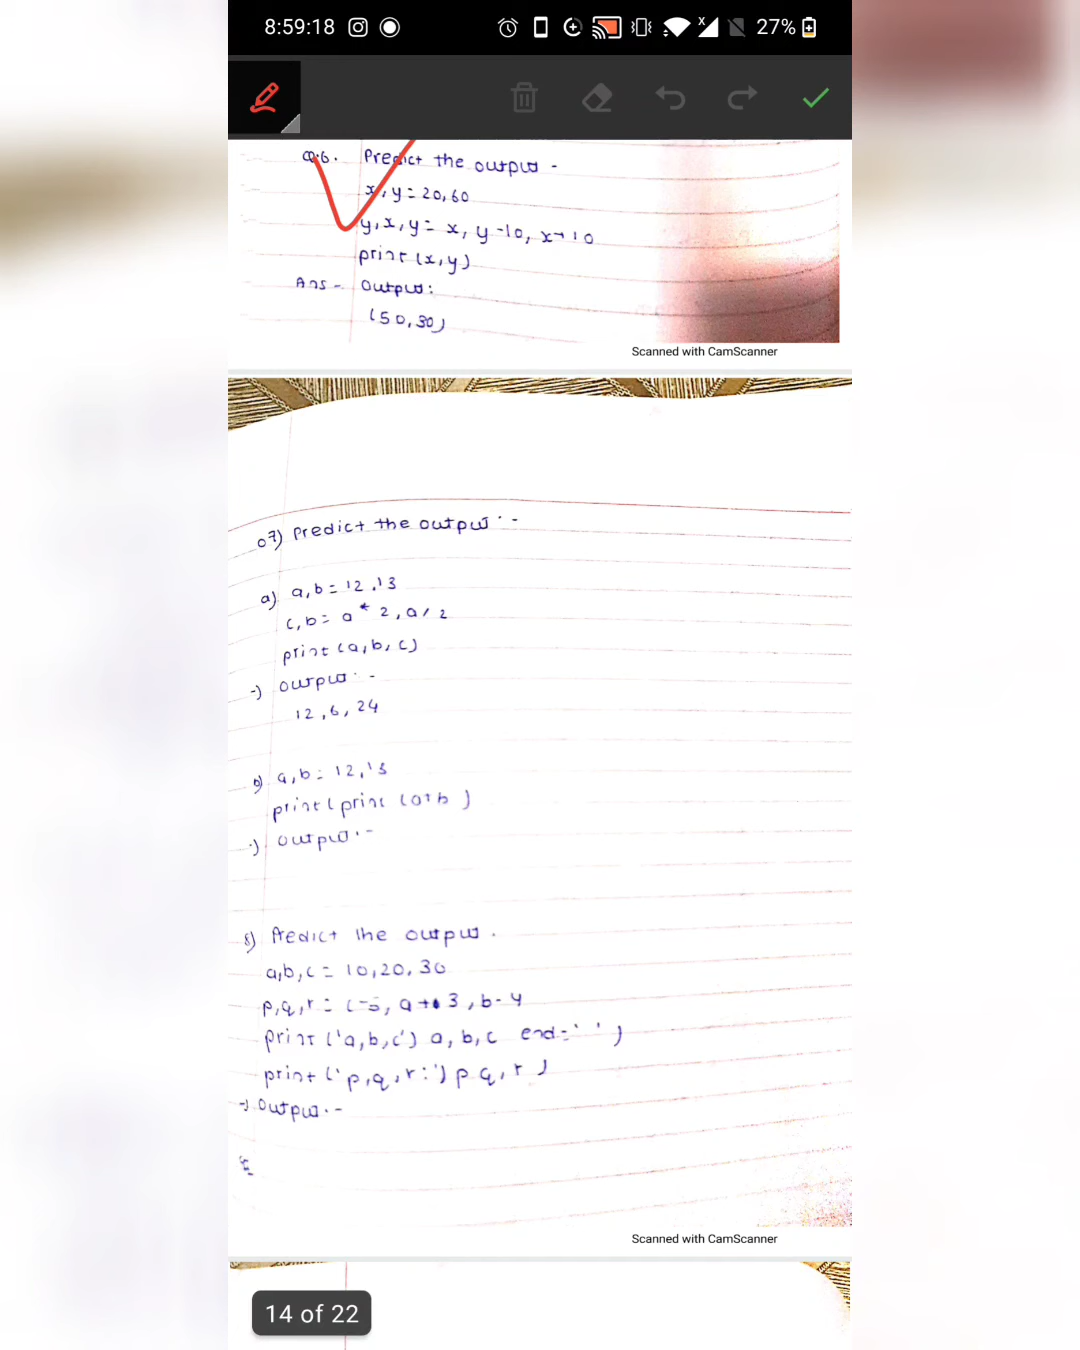 8:59:18 27%
Q.6. Predict the output -
x, y = 20, 60
y, x, y = x, y-10, x+10
print (x, y)
Ans - Output:
(50, 30)
Scanned with CamScanner
07) Predict the output :-
a) a, b = 12, 13
c, b = a * 2, a / 2
print (a, b, c)
-) Output :-
12, 6, 24
b) a, b = 12, 13
print ( print (a+b )
-) Output :-
8) Predict the output .
a, b, c = 10, 20, 30
p, q, r = c-5, a + 3, b - 4
print ('a, b, c') a, b, c end = ' ' )
print (' p, q, r :') p q, r )
-) Output :-
Scanned with CamScanner
14 of 22